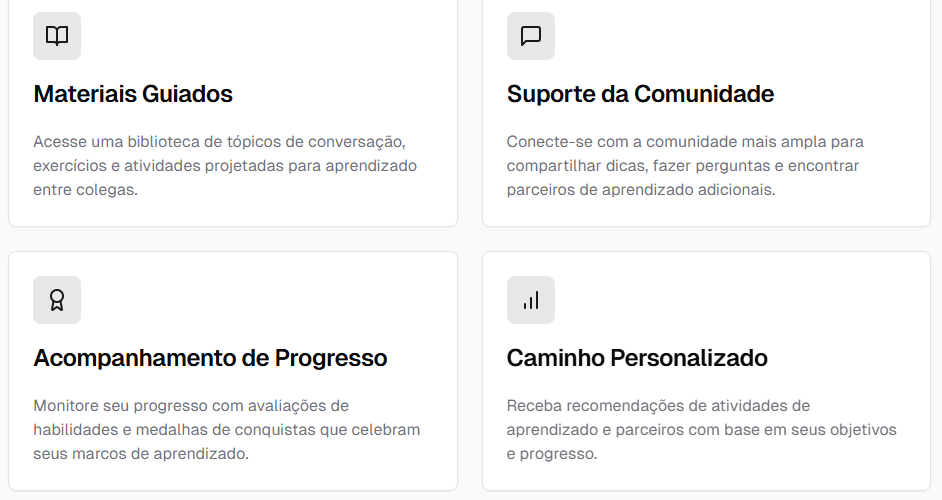 Materiais Guiados
Acesse uma biblioteca de tópicos de conversação,
exercícios e atividades projetadas para aprendizado
entre colegas.
Suporte da Comunidade
Conecte-se com a comunidade mais ampla para
compartilhar dicas, fazer perguntas e encontrar
parceiros de aprendizado adicionais.
Acompanhamento de Progresso
Monitore seu progresso com avaliações de
habilidades e medalhas de conquistas que celebram
seus marcos de aprendizado.
Caminho Personalizado
Receba recomendações de atividades de
aprendizado e parceiros com base em seus objetivos
e progresso.